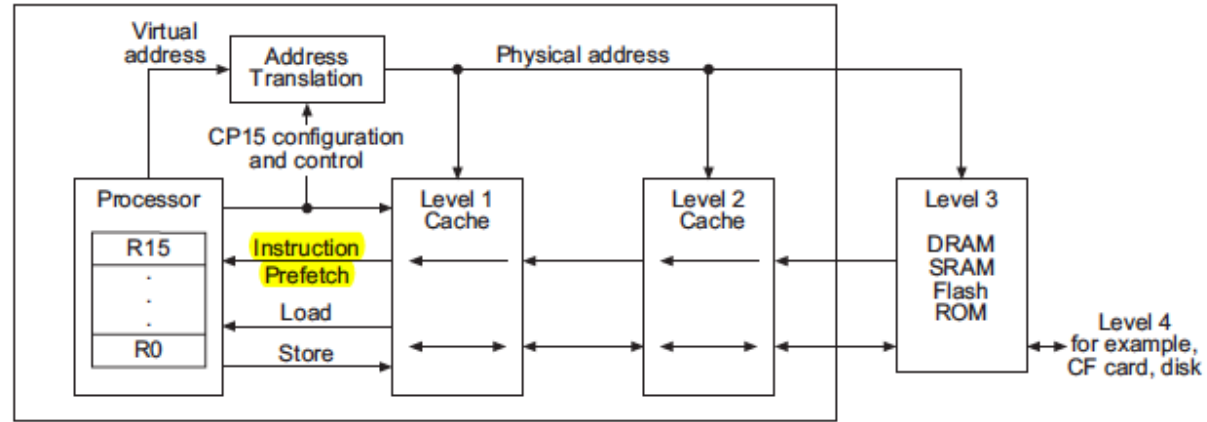 Virtual
address
Address
Translation
Physical address
CP15 configuration
and control
Processor
R15
.
.
.
R0
Instruction
Prefetch
Load
Store
Level 1
Cache
Level 2
Cache
Level 3
DRAM
SRAM
Flash
ROM
Level 4
for example,
CF card, disk